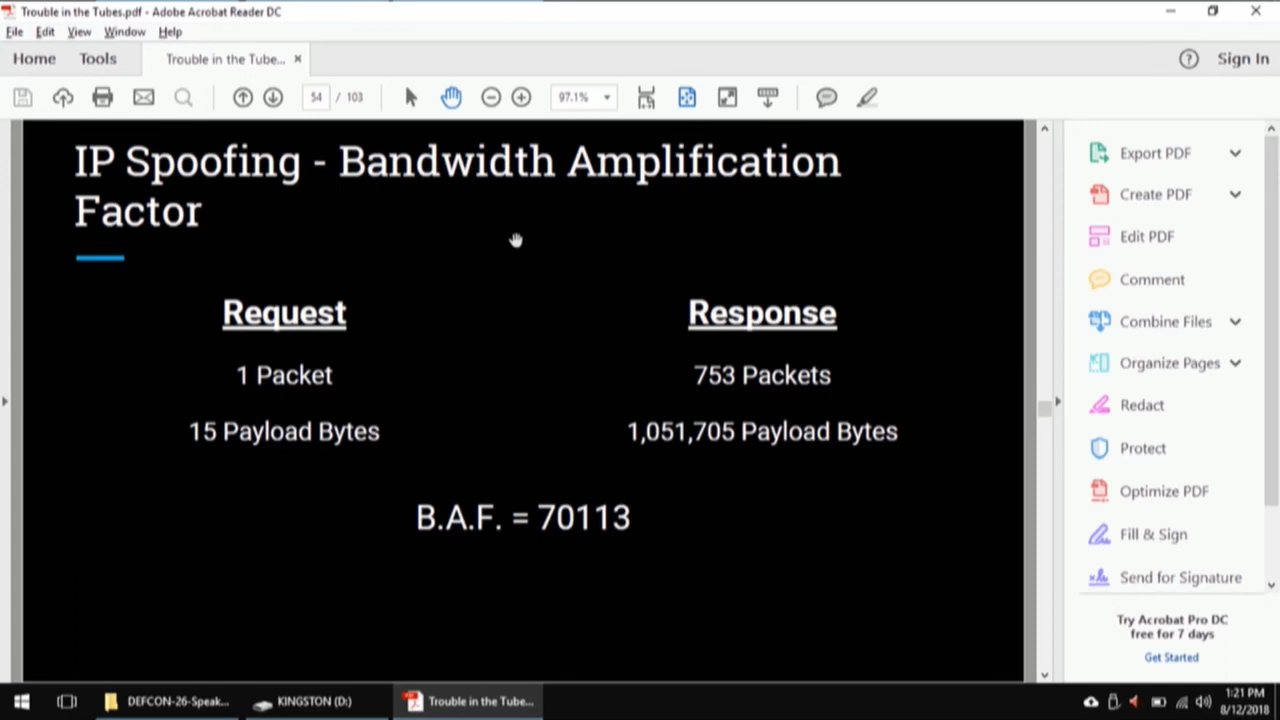 Trouble in the Tubes.pdf - Adobe Acrobat Reader DC
File Edit View Window Help
Home Tools Trouble in the Tube... × ? Sign In
54 / 103 97.1%
IP Spoofing - Bandwidth Amplification
Factor
Request Response
1 Packet 753 Packets
15 Payload Bytes 1,051,705 Payload Bytes
B.A.F. = 70113
Export PDF
Create PDF
Edit PDF
Comment
Combine Files
Organize Pages
Redact
Protect
Optimize PDF
Fill & Sign
Send for Signature
Try Acrobat Pro DC
free for 7 days
Get Started
DEFCON-26-Speak... KINGSTON (D:) Trouble in the Tube... 1:21 PM
8/12/2018